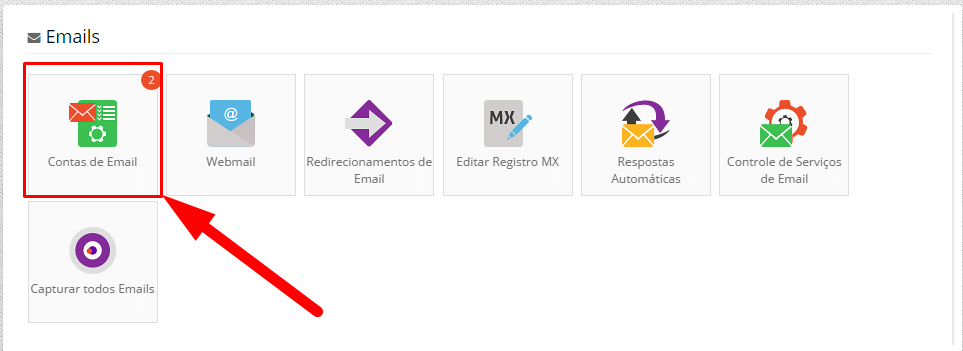 Emails
2
Contas de Email
@
Webmail
Redirecionamentos de
Email
MX
Editar Registro MX
Respostas
Automáticas
Controle de Serviços
de Email
Capturar todos Emails